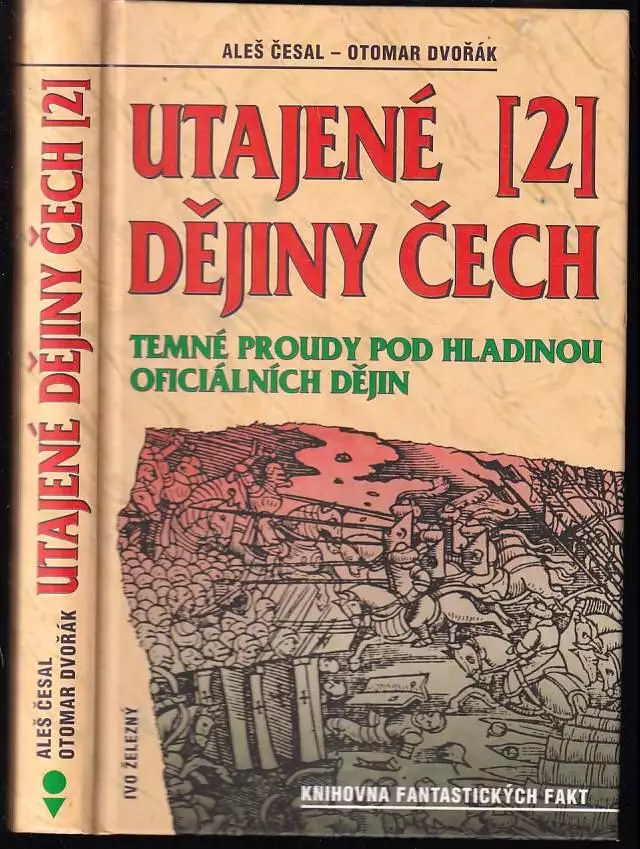 ALEŠ ČESAL – OTOMAR DVOŘÁK
UTAJENÉ [2]
DĚJINY ČECH
TEMNÉ PROUDY POD HLADINOU
OFICIÁLNÍCH DĚJIN
IVO ŽELEZNÝ
KNIHOVNA FANTASTICKÝCH FAKT
ALEŠ ČESAL
OTOMAR DVOŘÁK
UTAJENÉ DĚJINY ČECH [2]